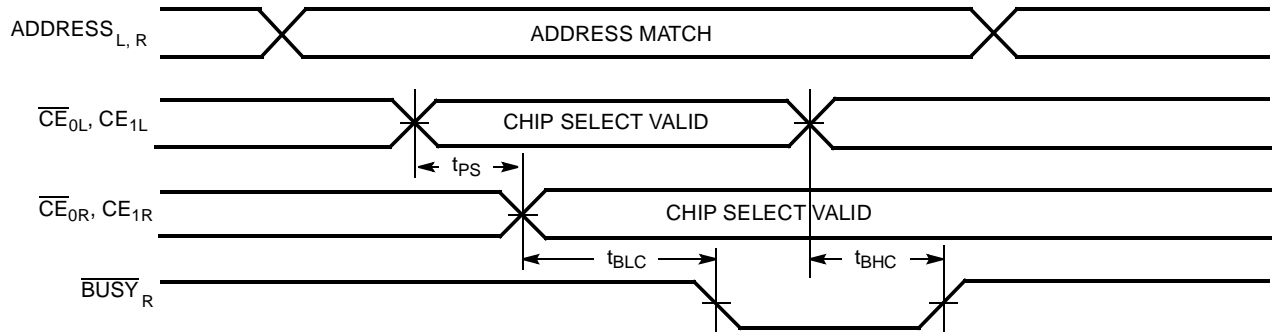 ADDRESS L, R
ADDRESS MATCH
CE0L, CE1L
CHIP SELECT VALID
tPS
CE0R, CE1R
CHIP SELECT VALID
tBLC
tBHC
BUSY R